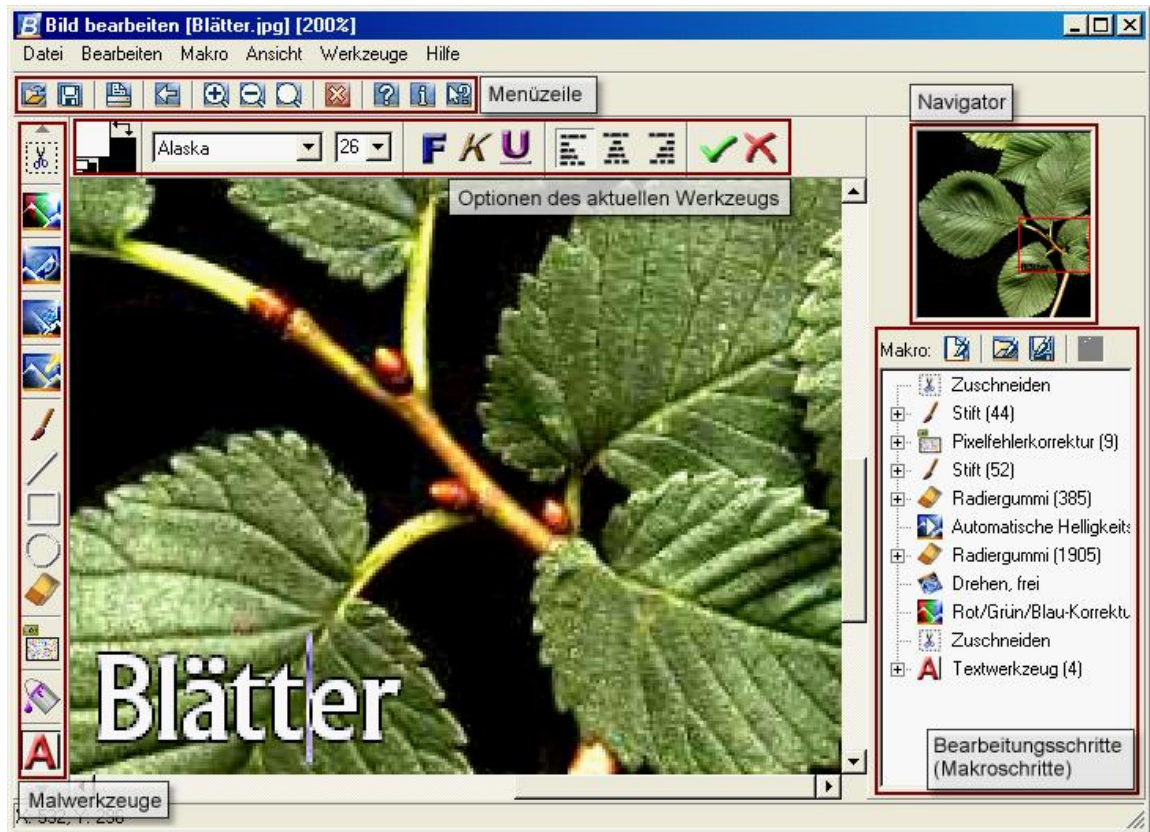 Bild bearbeiten [Blätter.jpg] [200%]
Datei Bearbeiten Makro Ansicht Werkzeuge Hilfe
Menüzeile
Navigator
Alaska 26 F K U
Optionen des aktuellen Werkzeugs
Makro:
Zuschneiden
Stift (44)
Pixelfehlerkorrektur (9)
Stift (52)
Radiergummi (385)
Automatische Helligkeits
Radiergummi (1905)
Drehen, frei
Rot/Grün/Blau-Korrektu
Zuschneiden
Textwerkzeug (4)
Blätter
A
Bearbeitungsschritte
(Makroschritte)
Malwerkzeuge
X: 532, Y: 296